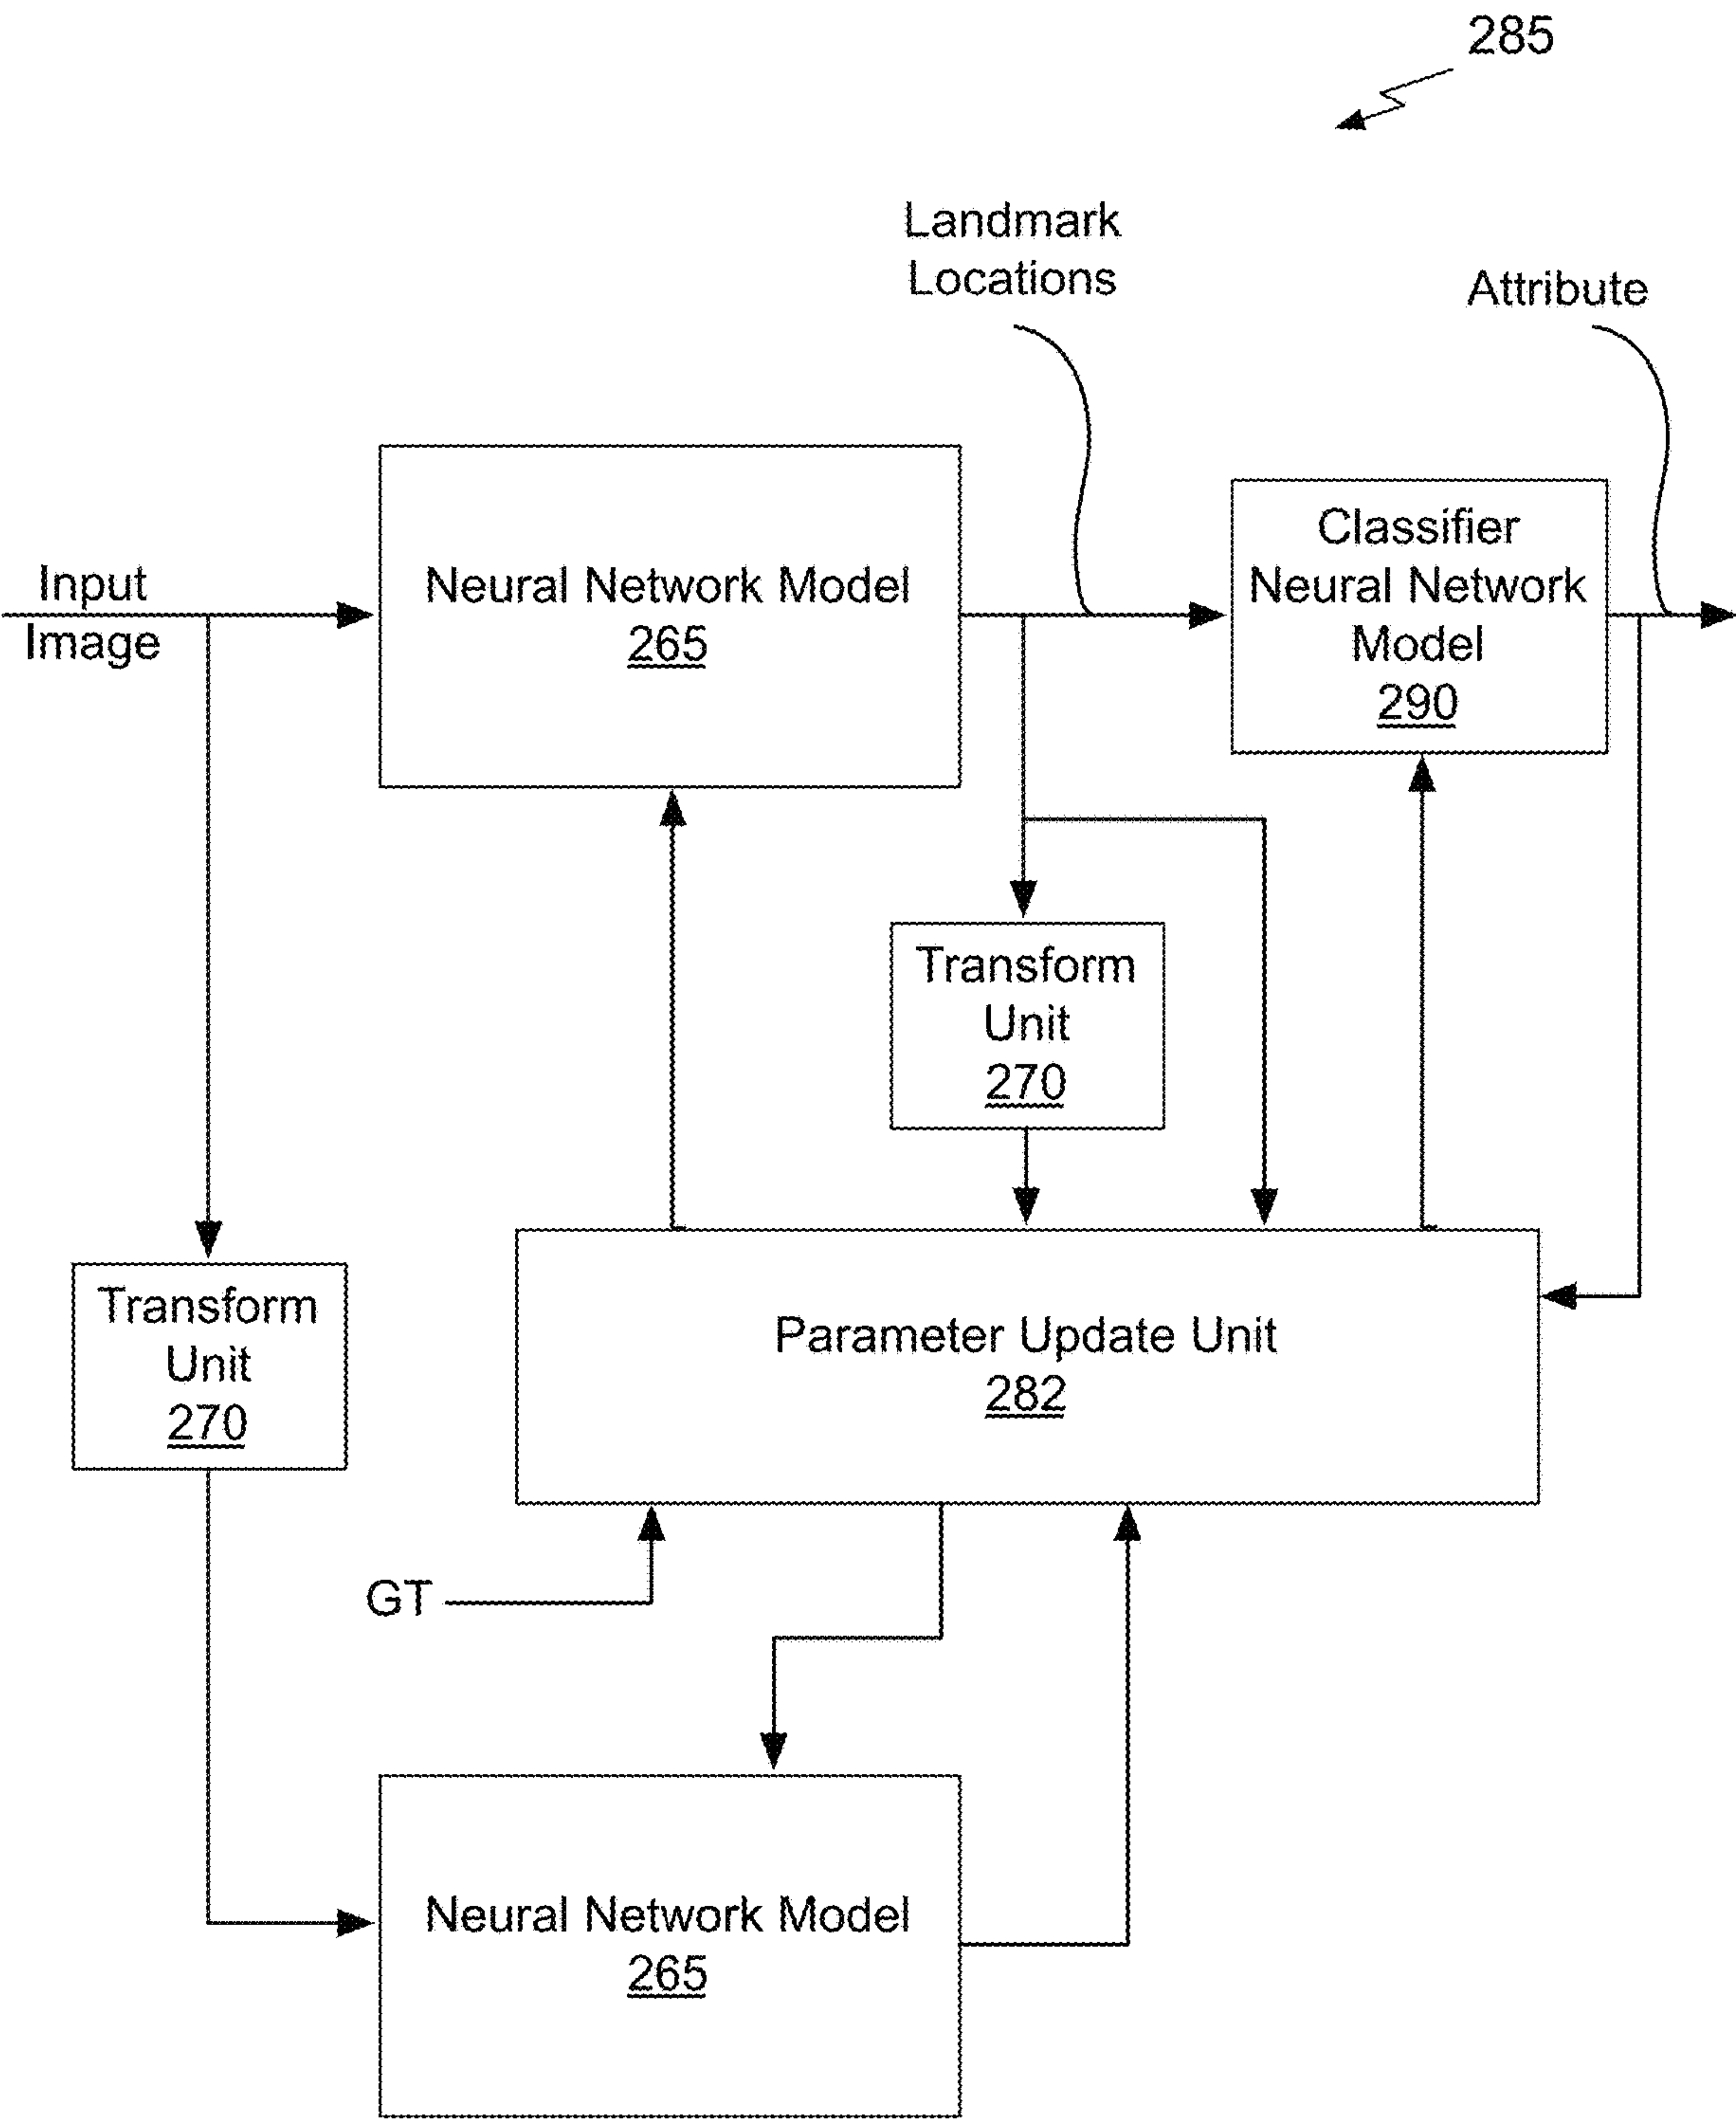 285
Landmark
Locations
Attribute
Input
Image
Neural Network Model
265
Classifier
Neural Network
Model
290
Transform
Unit
270
Transform
Unit
270
Parameter Update Unit
282
GT
Neural Network Model
265